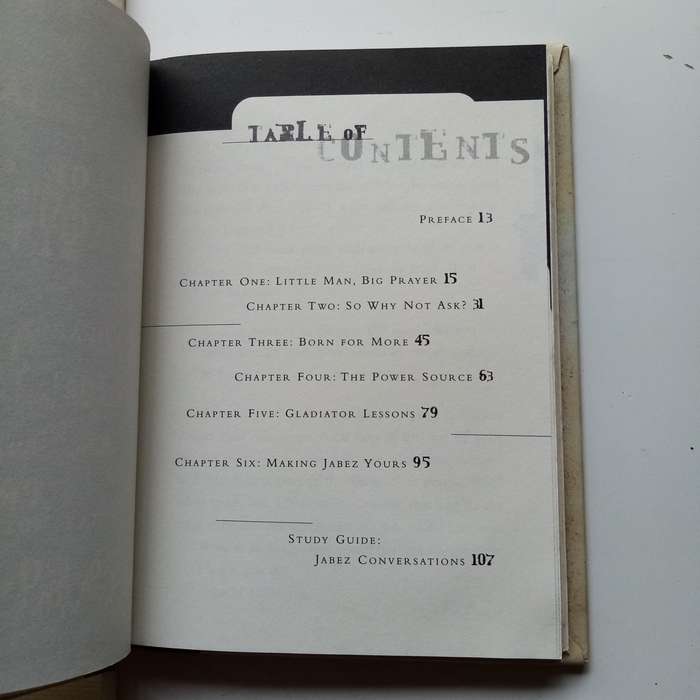 TABLE OF
CONTENTS
PREFACE 13
CHAPTER ONE: LITTLE MAN, BIG PRAYER 15
CHAPTER TWO: SO WHY NOT ASK? 31
CHAPTER THREE: BORN FOR MORE 45
CHAPTER FOUR: THE POWER SOURCE 63
CHAPTER FIVE: GLADIATOR LESSONS 79
CHAPTER SIX: MAKING JABEZ YOURS 95
STUDY GUIDE:
JABEZ CONVERSATIONS 107